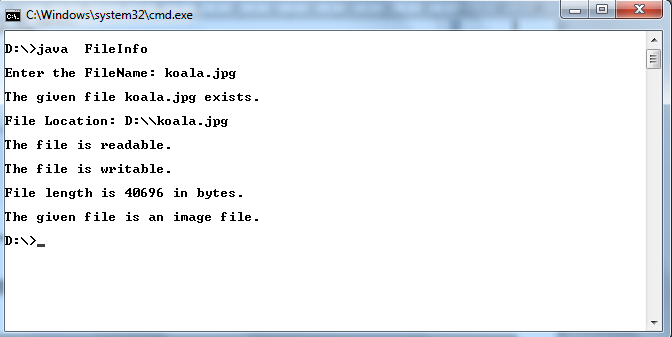 C:\Windows\system32\cmd.exe
D:\>java  FileInfo
Enter the FileName: koala.jpg
The given file koala.jpg exists.
File Location: D:\\koala.jpg
The file is readable.
The file is writable.
File length is 40696 in bytes.
The given file is an image file.
D:\>_